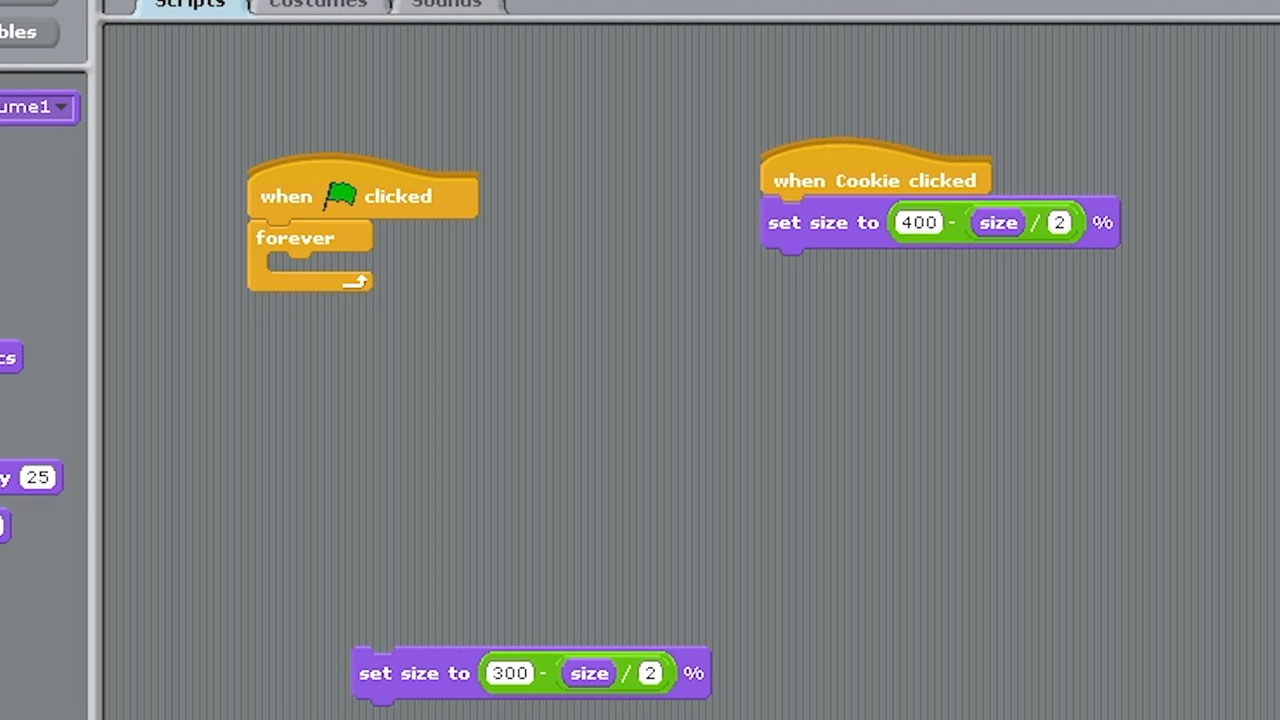 Scripts Costumes Sounds
bles
ume1
when clicked
forever
when Cookie clicked
set size to 400 - size / 2 %
cs
y 25
set size to 300 - size / 2 %